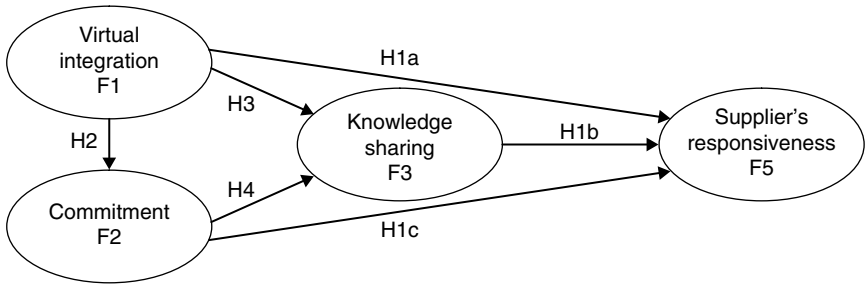 Virtual
integration
F1
H1a
H3
H2
Knowledge
sharing
F3
H1b
Supplier's
responsiveness
F5
H4
Commitment
F2
H1c